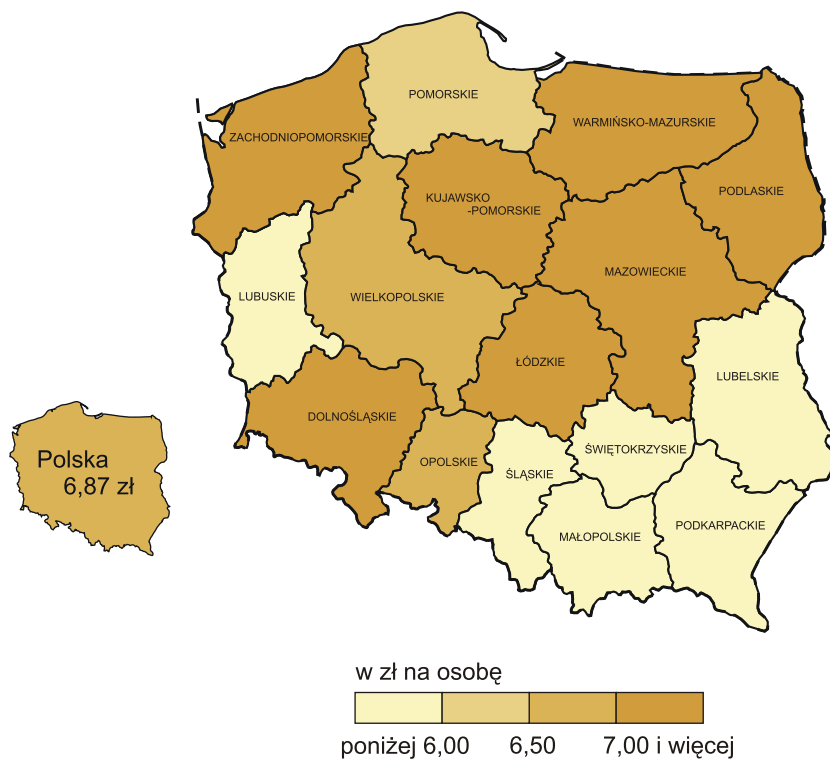 POMORSKIE
WARMIŃSKO-MAZURSKIE
ZACHODNIOPOMORSKIE
PODLASKIE
KUJAWSKO
-POMORSKIE
MAZOWIECKIE
LUBUSKIE
WIELKOPOLSKIE
ŁÓDZKIE
LUBELSKIE
DOLNOŚLĄSKIE
ŚWIĘTOKRZYSKIE
OPOLSKIE
ŚLĄSKIE
PODKARPACKIE
MAŁOPOLSKIE
Polska
6,87 zł
w zł na osobę
poniżej 6,00 6,50 7,00 i więcej